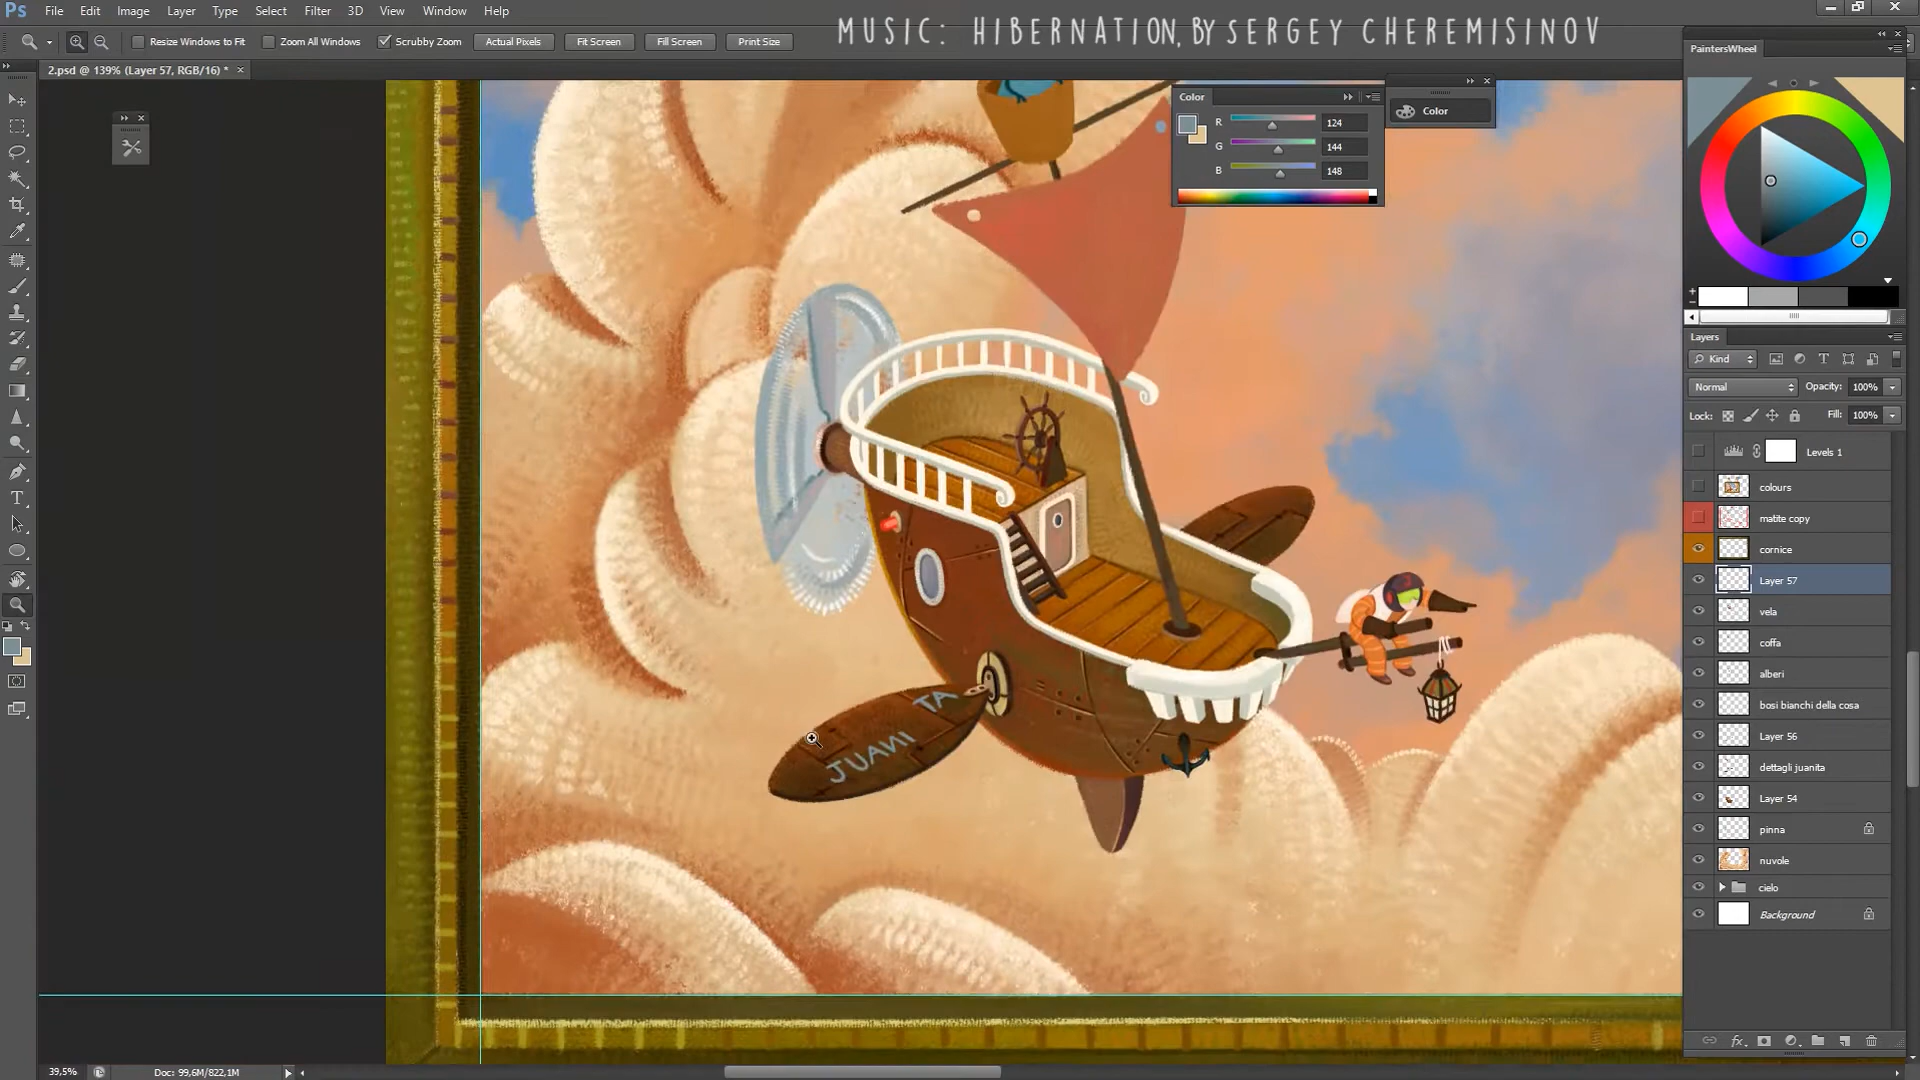 Ps File Edit Image Layer Type Select Filter 3D View Window Help
MUSIC: HIBERNATION, BY SERGEY CHEREMISINOV
Resize Windows to Fit Zoom All Windows Scrubby Zoom Actual Pixels Fit Screen Fill Screen Print Size
2.psd @ 139% (Layer 57, RGB/16) *
PaintersWheel
Color
R 124
G 144
B 148
Color
Layers
Kind
Normal Opacity: 100%
Lock: Fill: 100%
Levels 1
colours
matite copy
cornice
Layer 57
vela
coffa
alberi
bosi bianchi della cosa
Layer 56
dettagli juanita
Layer 54
pinna
nuvole
cielo
Background
JUANI TA
39,5% Doc: 99,6M/822,1M